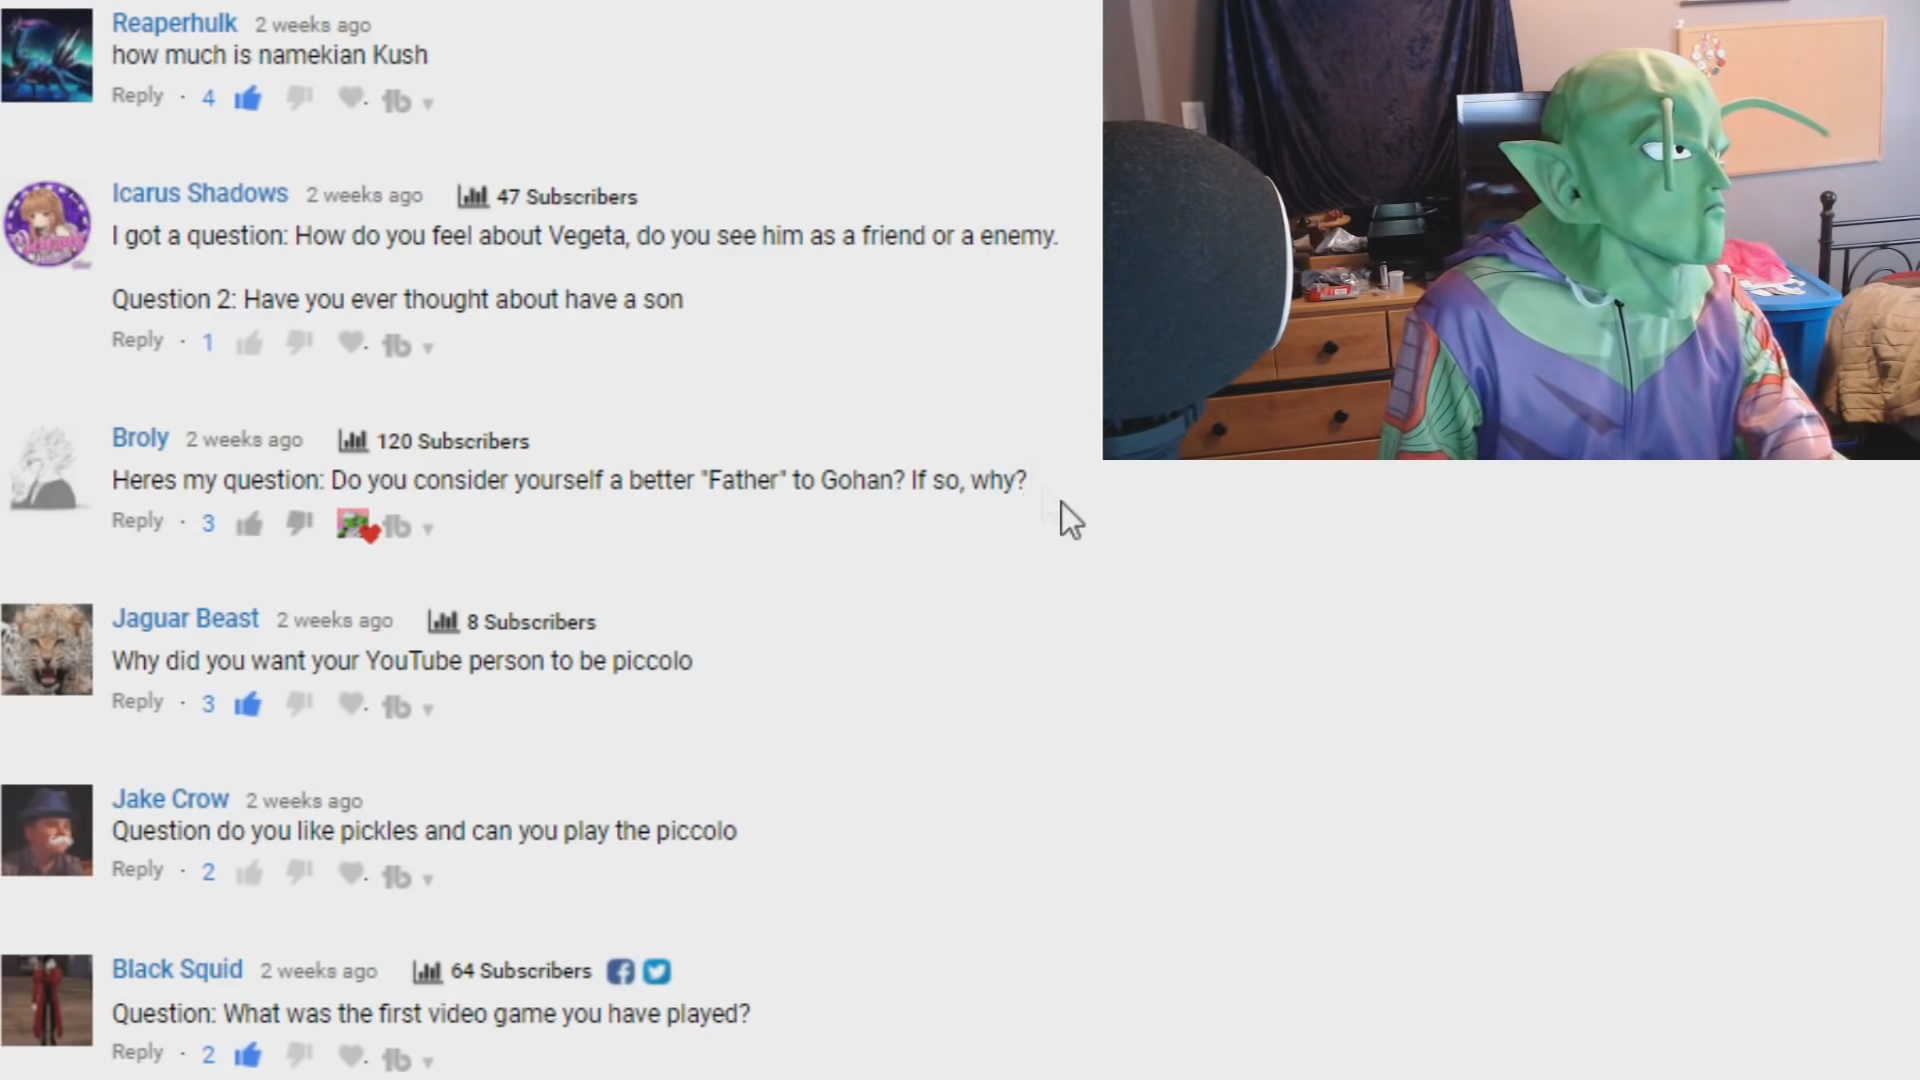 Reaperhulk 2 weeks ago
how much is namekian Kush
Reply · 4
Icarus Shadows 2 weeks ago 47 Subscribers
I got a question: How do you feel about Vegeta, do you see him as a friend or a enemy.
Question 2: Have you ever thought about have a son
Reply · 1
Broly 2 weeks ago 120 Subscribers
Heres my question: Do you consider yourself a better "Father" to Gohan? If so, why?
Reply · 3
Jaguar Beast 2 weeks ago 8 Subscribers
Why did you want your YouTube person to be piccolo
Reply · 3
Jake Crow 2 weeks ago
Question do you like pickles and can you play the piccolo
Reply · 2
Black Squid 2 weeks ago 64 Subscribers
Question: What was the first video game you have played?
Reply · 2